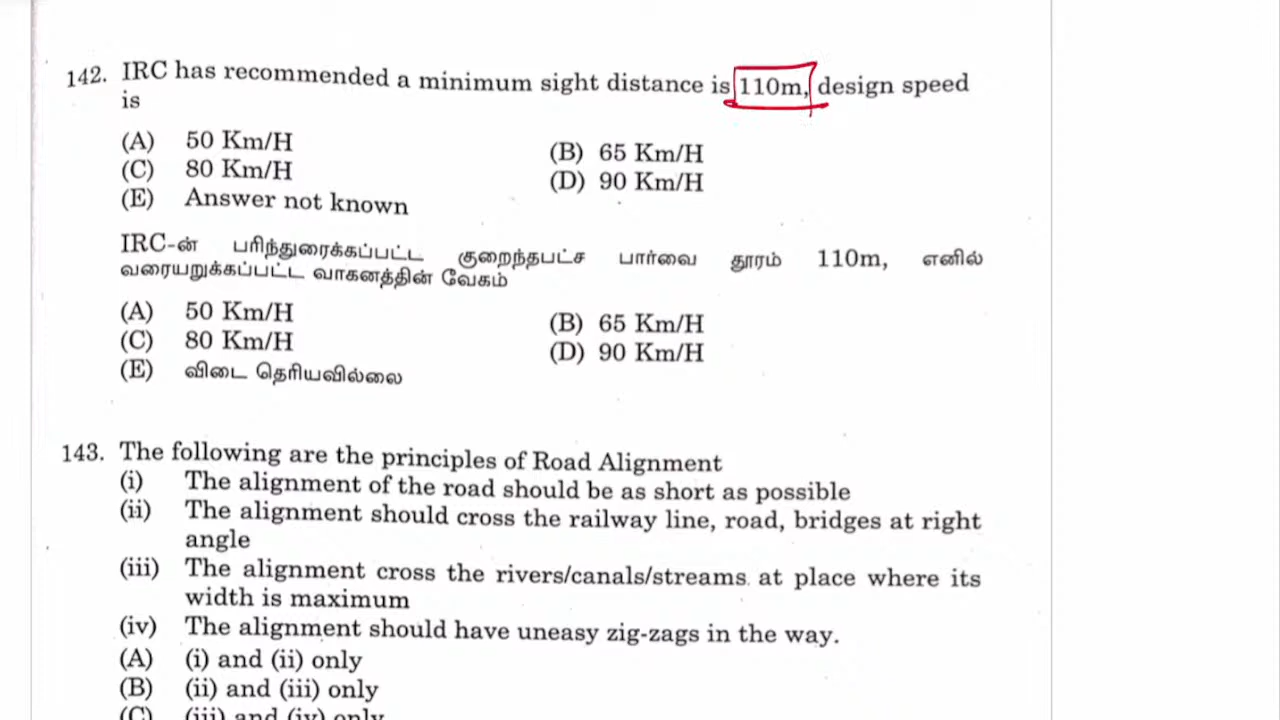 142. IRC has recommended a minimum sight distance is 110m, design speed
is
(A) 50 Km/H
(B) 65 Km/H
(C) 80 Km/H
(D) 90 Km/H
(E) Answer not known
IRC-ன் பரிந்துரைக்கப்பட்ட குறைந்தபட்ச பார்வை தூரம் 110m, எனில்
வரையறுக்கப்பட்ட வாகனத்தின் வேகம்
(A) 50 Km/H
(B) 65 Km/H
(C) 80 Km/H
(D) 90 Km/H
(E) விடை தெரியவில்லை
143. The following are the principles of Road Alignment
(i) The alignment of the road should be as short as possible
(ii) The alignment should cross the railway line, road, bridges at right
angle
(iii) The alignment cross the rivers/canals/streams at place where its
width is maximum
(iv) The alignment should have uneasy zig-zags in the way.
(A) (i) and (ii) only
(B) (ii) and (iii) only
(C) (iii) and (iv) only